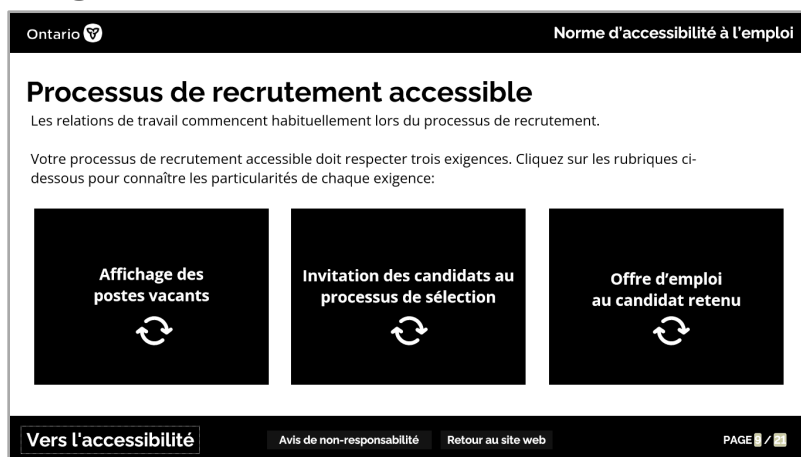 Ontario
Norme d’accessibilité à l’emploi
Processus de recrutement accessible
Les relations de travail commencent habituellement lors du processus de recrutement.
Votre processus de recrutement accessible doit respecter trois exigences. Cliquez sur les rubriques ci-
dessous pour connaître les particularités de chaque exigence:
Affichage des
postes vacants
Invitation des candidats au
processus de sélection
Offre d’emploi
au candidat retenu
Vers l'accessibilité
Avis de non-responsabilité
Retour au site web
PAGE 9 / 21